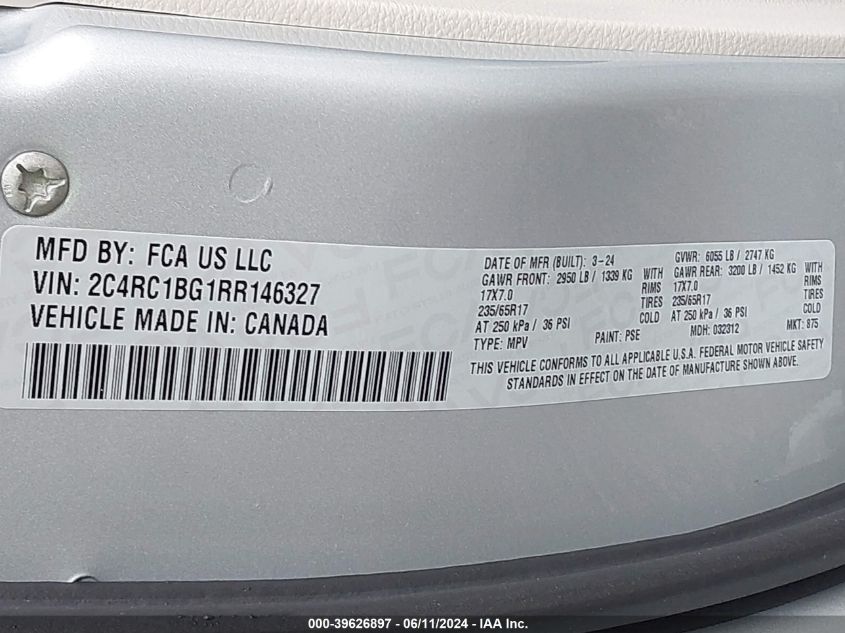 MFD BY: FCA US LLC
VIN: 2C4RC1BG1RR146327
VEHICLE MADE IN: CANADA
DATE OF MFR (BUILT): 3-24 GVWR: 6055 LB / 2747 KG
GAWR FRONT: 2950 LB / 1339 KG WITH GAWR REAR: 3200 LB / 1452 KG WITH
17X7.0 RIMS 17X7.0 RIMS
235/65R17 TIRES 235/65R17 TIRES
AT 250 kPa / 36 PSI COLD AT 250 kPa / 36 PSI COLD
TYPE: MPV PAINT: PSE MDH: 032312 MKT: 875
THIS VEHICLE CONFORMS TO ALL APPLICABLE U.S.A. FEDERAL MOTOR VEHICLE SAFETY
STANDARDS IN EFFECT ON THE DATE OF MANUFACTURE SHOWN ABOVE.
000-39626897 - 06/11/2024 - IAA Inc.